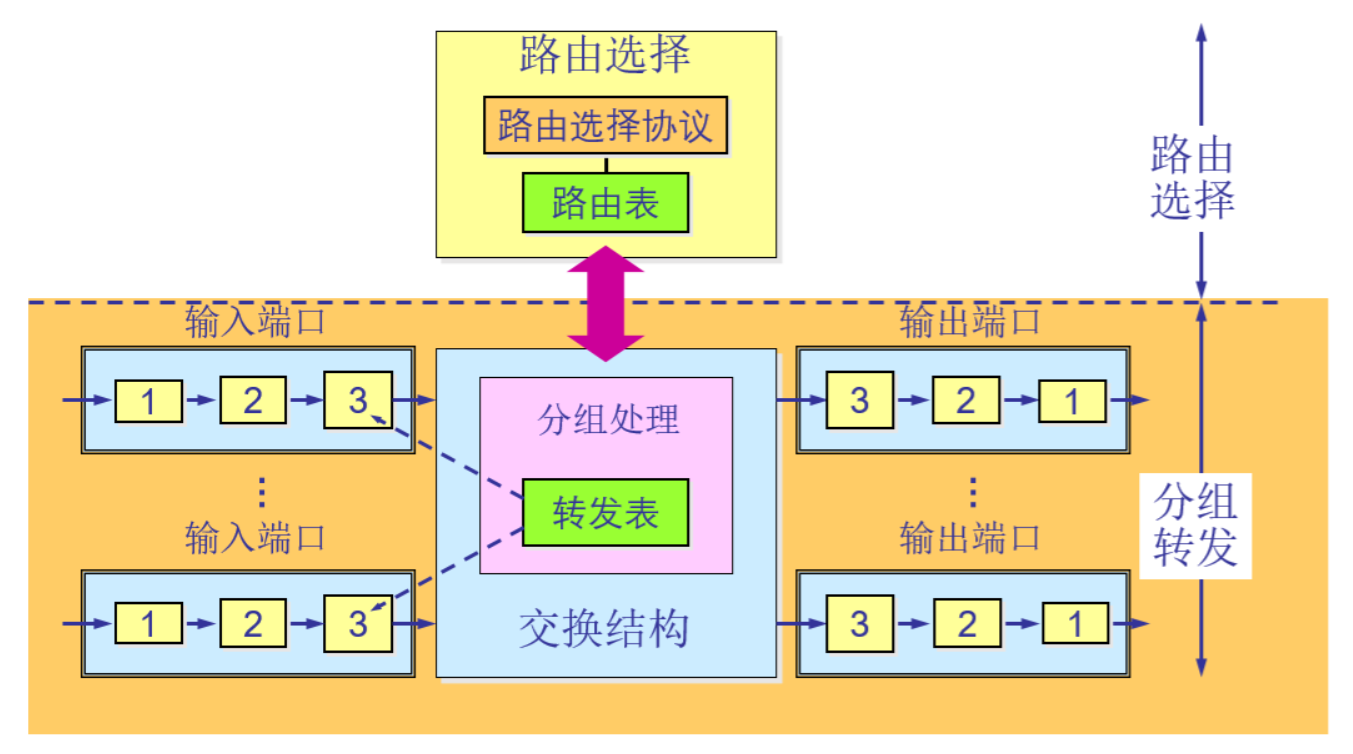 路由选择
路由选择协议
路由表
路由
选择
输入端口
输出端口
1 2 3
3 2 1
分组处理
转发表
⋮
⋮
输入端口
输出端口
分组
转发
1 2 3
3 2 1
交换结构